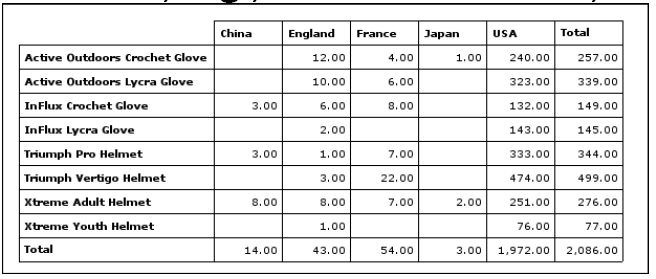 China England France Japan USA Total
Active Outdoors Crochet Glove 12.00 4.00 1.00 240.00 257.00
Active Outdoors Lycra Glove 10.00 6.00 323.00 339.00
InFlux Crochet Glove 3.00 6.00 8.00 132.00 149.00
InFlux Lycra Glove 2.00 143.00 145.00
Triumph Pro Helmet 3.00 1.00 7.00 333.00 344.00
Triumph Vertigo Helmet 3.00 22.00 474.00 499.00
Xtreme Adult Helmet 8.00 8.00 7.00 2.00 251.00 276.00
Xtreme Youth Helmet 1.00 76.00 77.00
Total 14.00 43.00 54.00 3.00 1,972.00 2,086.00